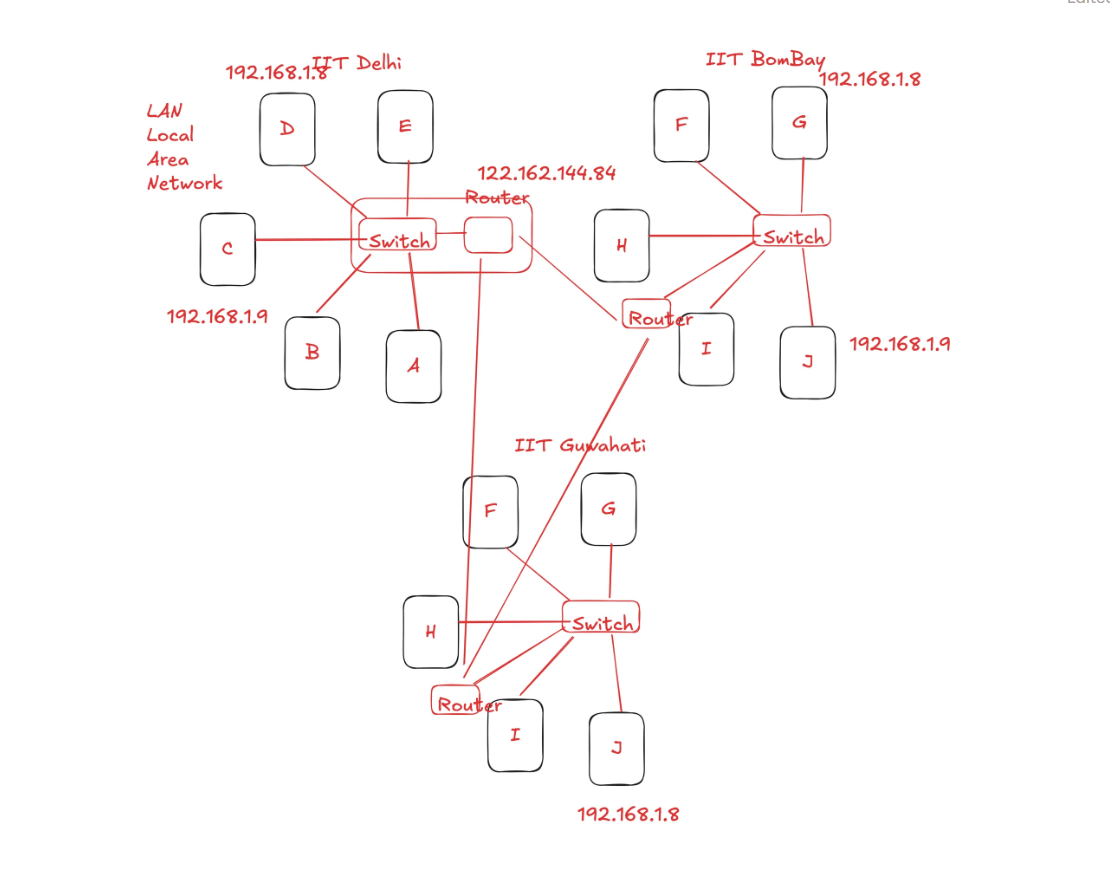 IIT Delhi
192.168.1.8
LAN
Local
Area
Network
D
E
122.162.144.84
Router
C
Switch
192.168.1.9
B
A
IIT BomBay
192.168.1.8
F
G
H
Switch
Router
I
J
192.168.1.9
IIT Guwahati
F
G
H
Switch
Router
I
J
192.168.1.8